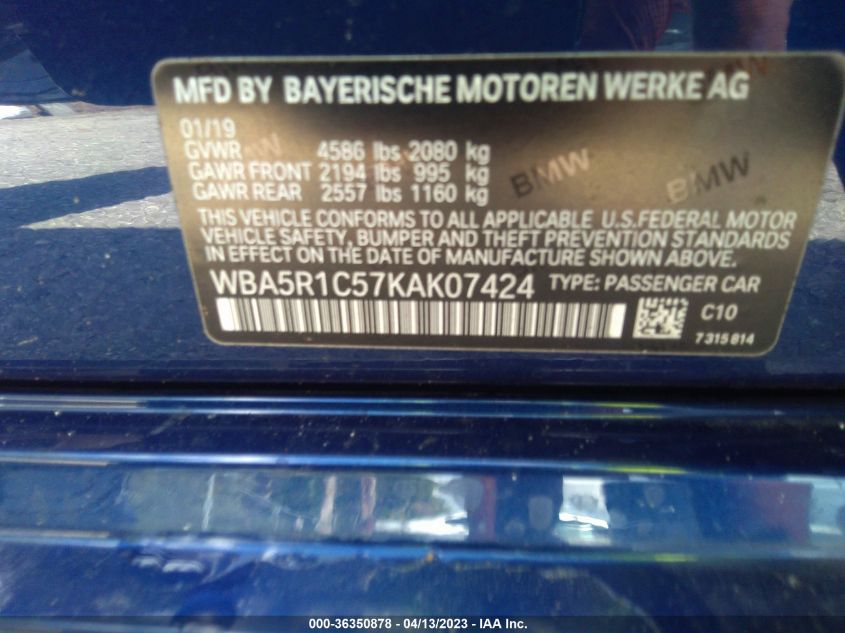 MFD BY BAYERISCHE MOTOREN WERKE AG
01/19
GVWR 4586 lbs 2080 kg
GAWR FRONT 2194 lbs 995 kg
GAWR REAR 2557 lbs 1160 kg
BMW BMW BMW
THIS VEHICLE CONFORMS TO ALL APPLICABLE U.S.FEDERAL MOTOR
VEHICLE SAFETY, BUMPER AND THEFT PREVENTION STANDARDS
IN EFFECT ON THE DATE OF MANUFACTURE SHOWN ABOVE.
WBA5R1C57KAK07424 TYPE: PASSENGER CAR
C10
7315814
000-36350878 - 04/13/2023 - IAA Inc.